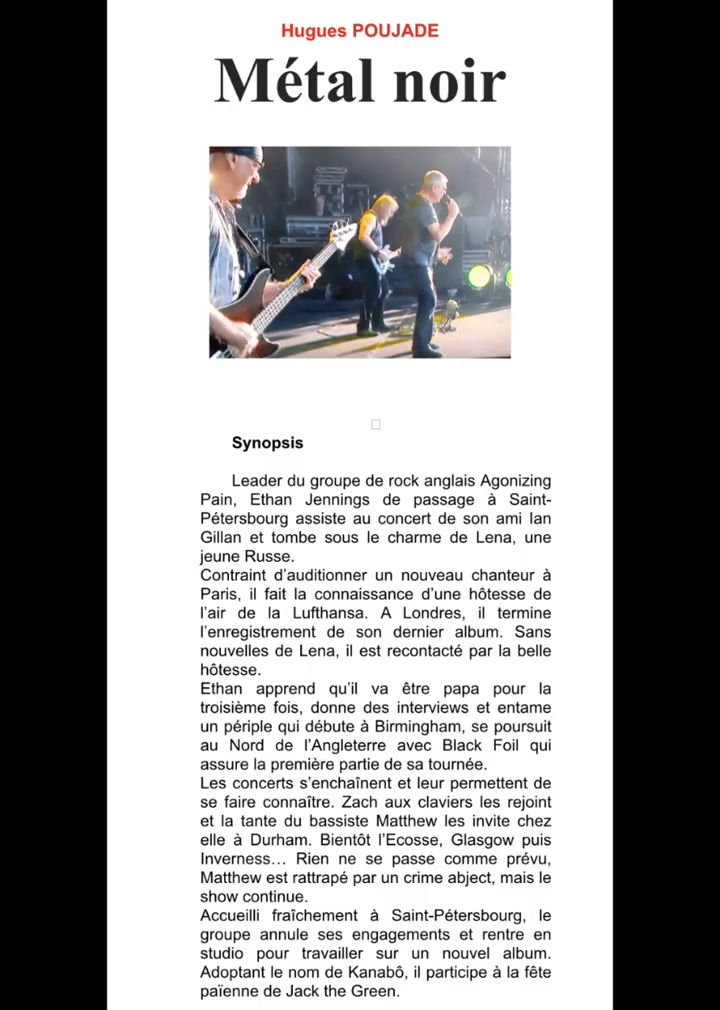 Hugues POUJADE
Métal noir
Synopsis
Leader du groupe de rock anglais Agonizing
Pain, Ethan Jennings de passage à Saint-
Pétersbourg assiste au concert de son ami Ian
Gillan et tombe sous le charme de Lena, une
jeune Russe.
Contraint d’auditionner un nouveau chanteur à
Paris, il fait la connaissance d’une hôtesse de
l’air de la Lufthansa. A Londres, il termine
l’enregistrement de son dernier album. Sans
nouvelles de Lena, il est recontacté par la belle
hôtesse.
Ethan apprend qu’il va être papa pour la
troisième fois, donne des interviews et entame
un périple qui débute à Birmingham, se poursuit
au Nord de l’Angleterre avec Black Foil qui
assure la première partie de sa tournée.
Les concerts s’enchaînent et leur permettent de
se faire connaître. Zach aux claviers les rejoint
et la tante du bassiste Matthew les invite chez
elle à Durham. Bientôt l’Ecosse, Glasgow puis
Inverness… Rien ne se passe comme prévu,
Matthew est rattrapé par un crime abject, mais le
show continue.
Accueilli fraîchement à Saint-Pétersbourg, le
groupe annule ses engagements et rentre en
studio pour travailler sur un nouvel album.
Adoptant le nom de Kanabô, il participe à la fête
païenne de Jack the Green.